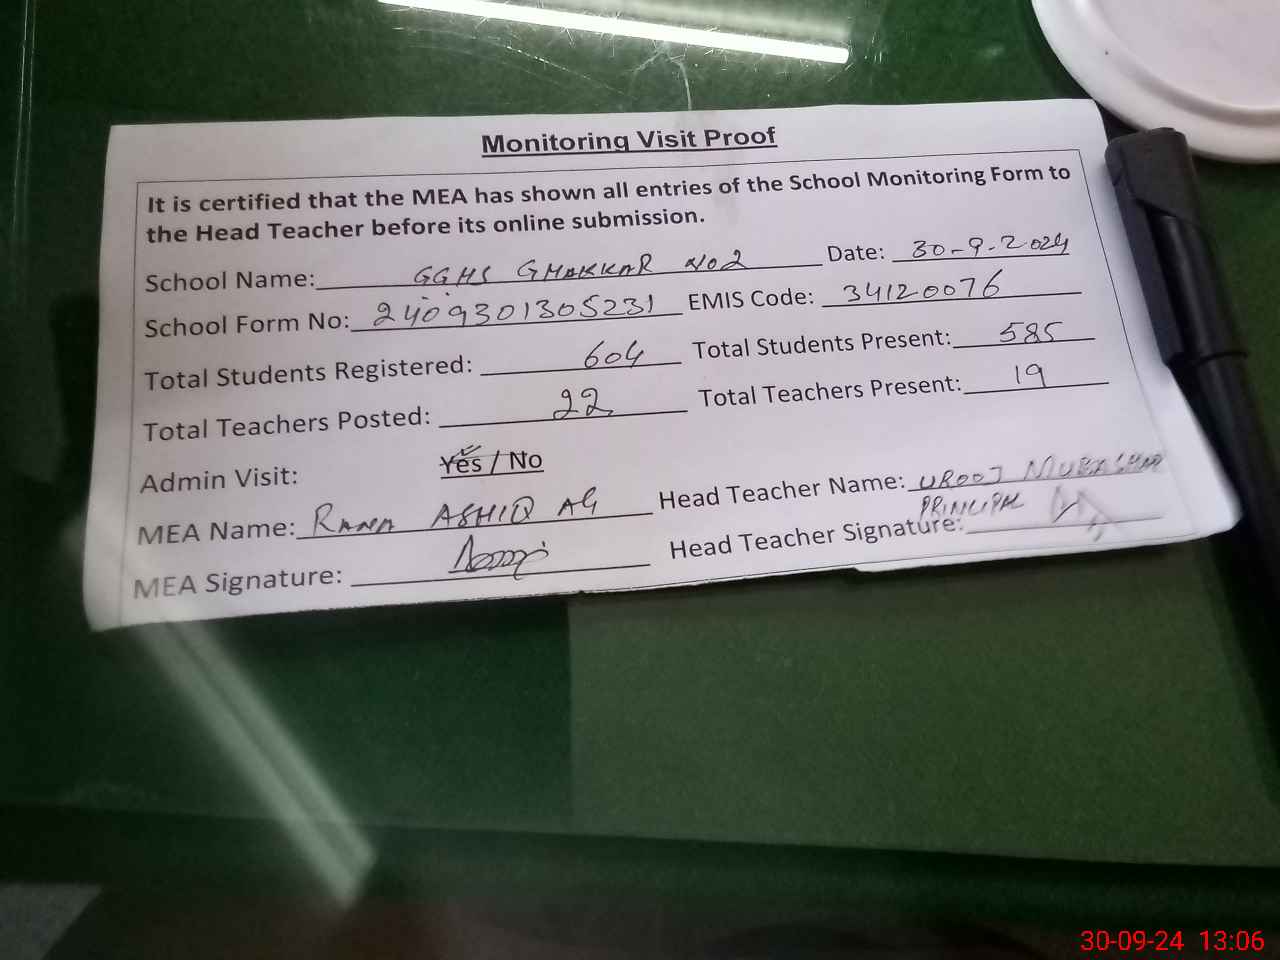 Monitoring Visit Proof
It is certified that the MEA has shown all entries of the School Monitoring Form to
the Head Teacher before its online submission.
School Name: GGHS GHAKKAR NO2 Date: 30-9-2024
School Form No: 2409301305231 EMIS Code: 34120076
Total Students Registered: 604 Total Students Present: 585
Total Teachers Posted: 22 Total Teachers Present: 19
Admin Visit: Yes / No
MEA Name: RANA ASHIQ Head Teacher Name: UROOJ
PRINCIPAL
MEA Signature: Head Teacher Signature:
30-09-24 13:06